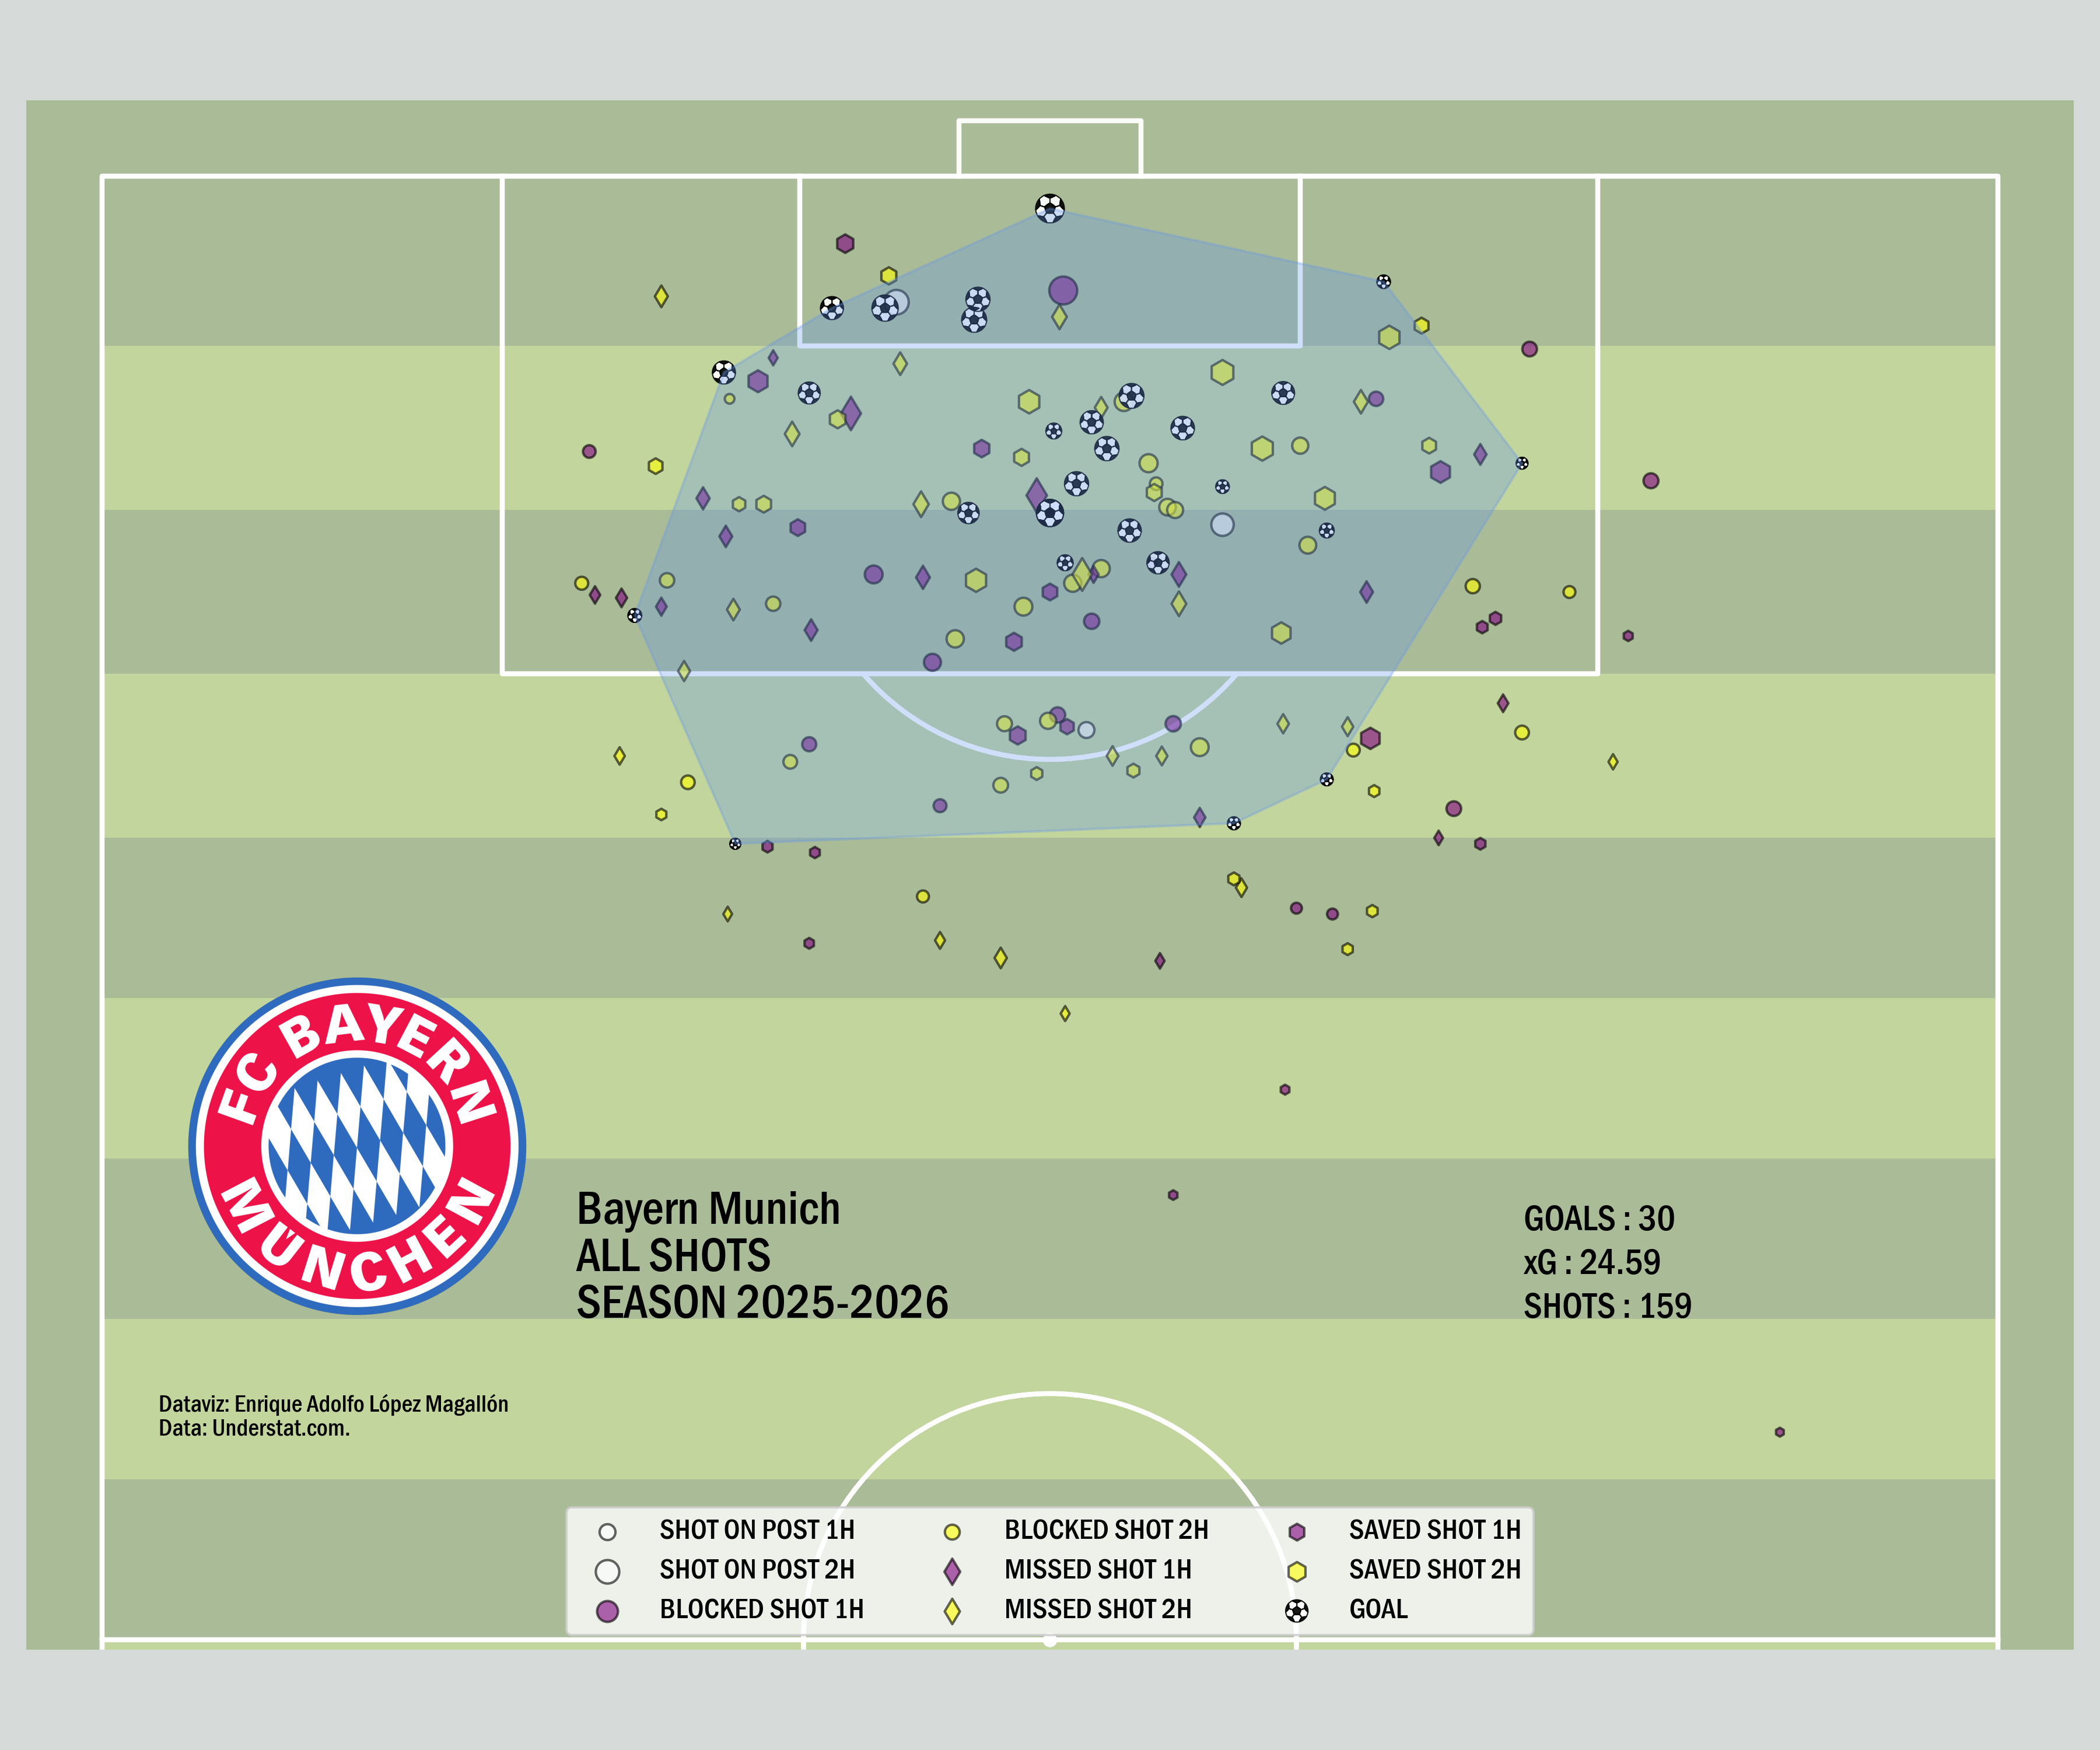 FC BAYERN
MÜNCHEN
Bayern Munich
ALL SHOTS
SEASON 2025-2026
GOALS : 30
xG : 24.59
SHOTS : 159
Dataviz: Enrique Adolfo López Magallón
Data: Understat.com.
SHOT ON POST 1H
SHOT ON POST 2H
BLOCKED SHOT 1H
BLOCKED SHOT 2H
MISSED SHOT 1H
MISSED SHOT 2H
SAVED SHOT 1H
SAVED SHOT 2H
GOAL